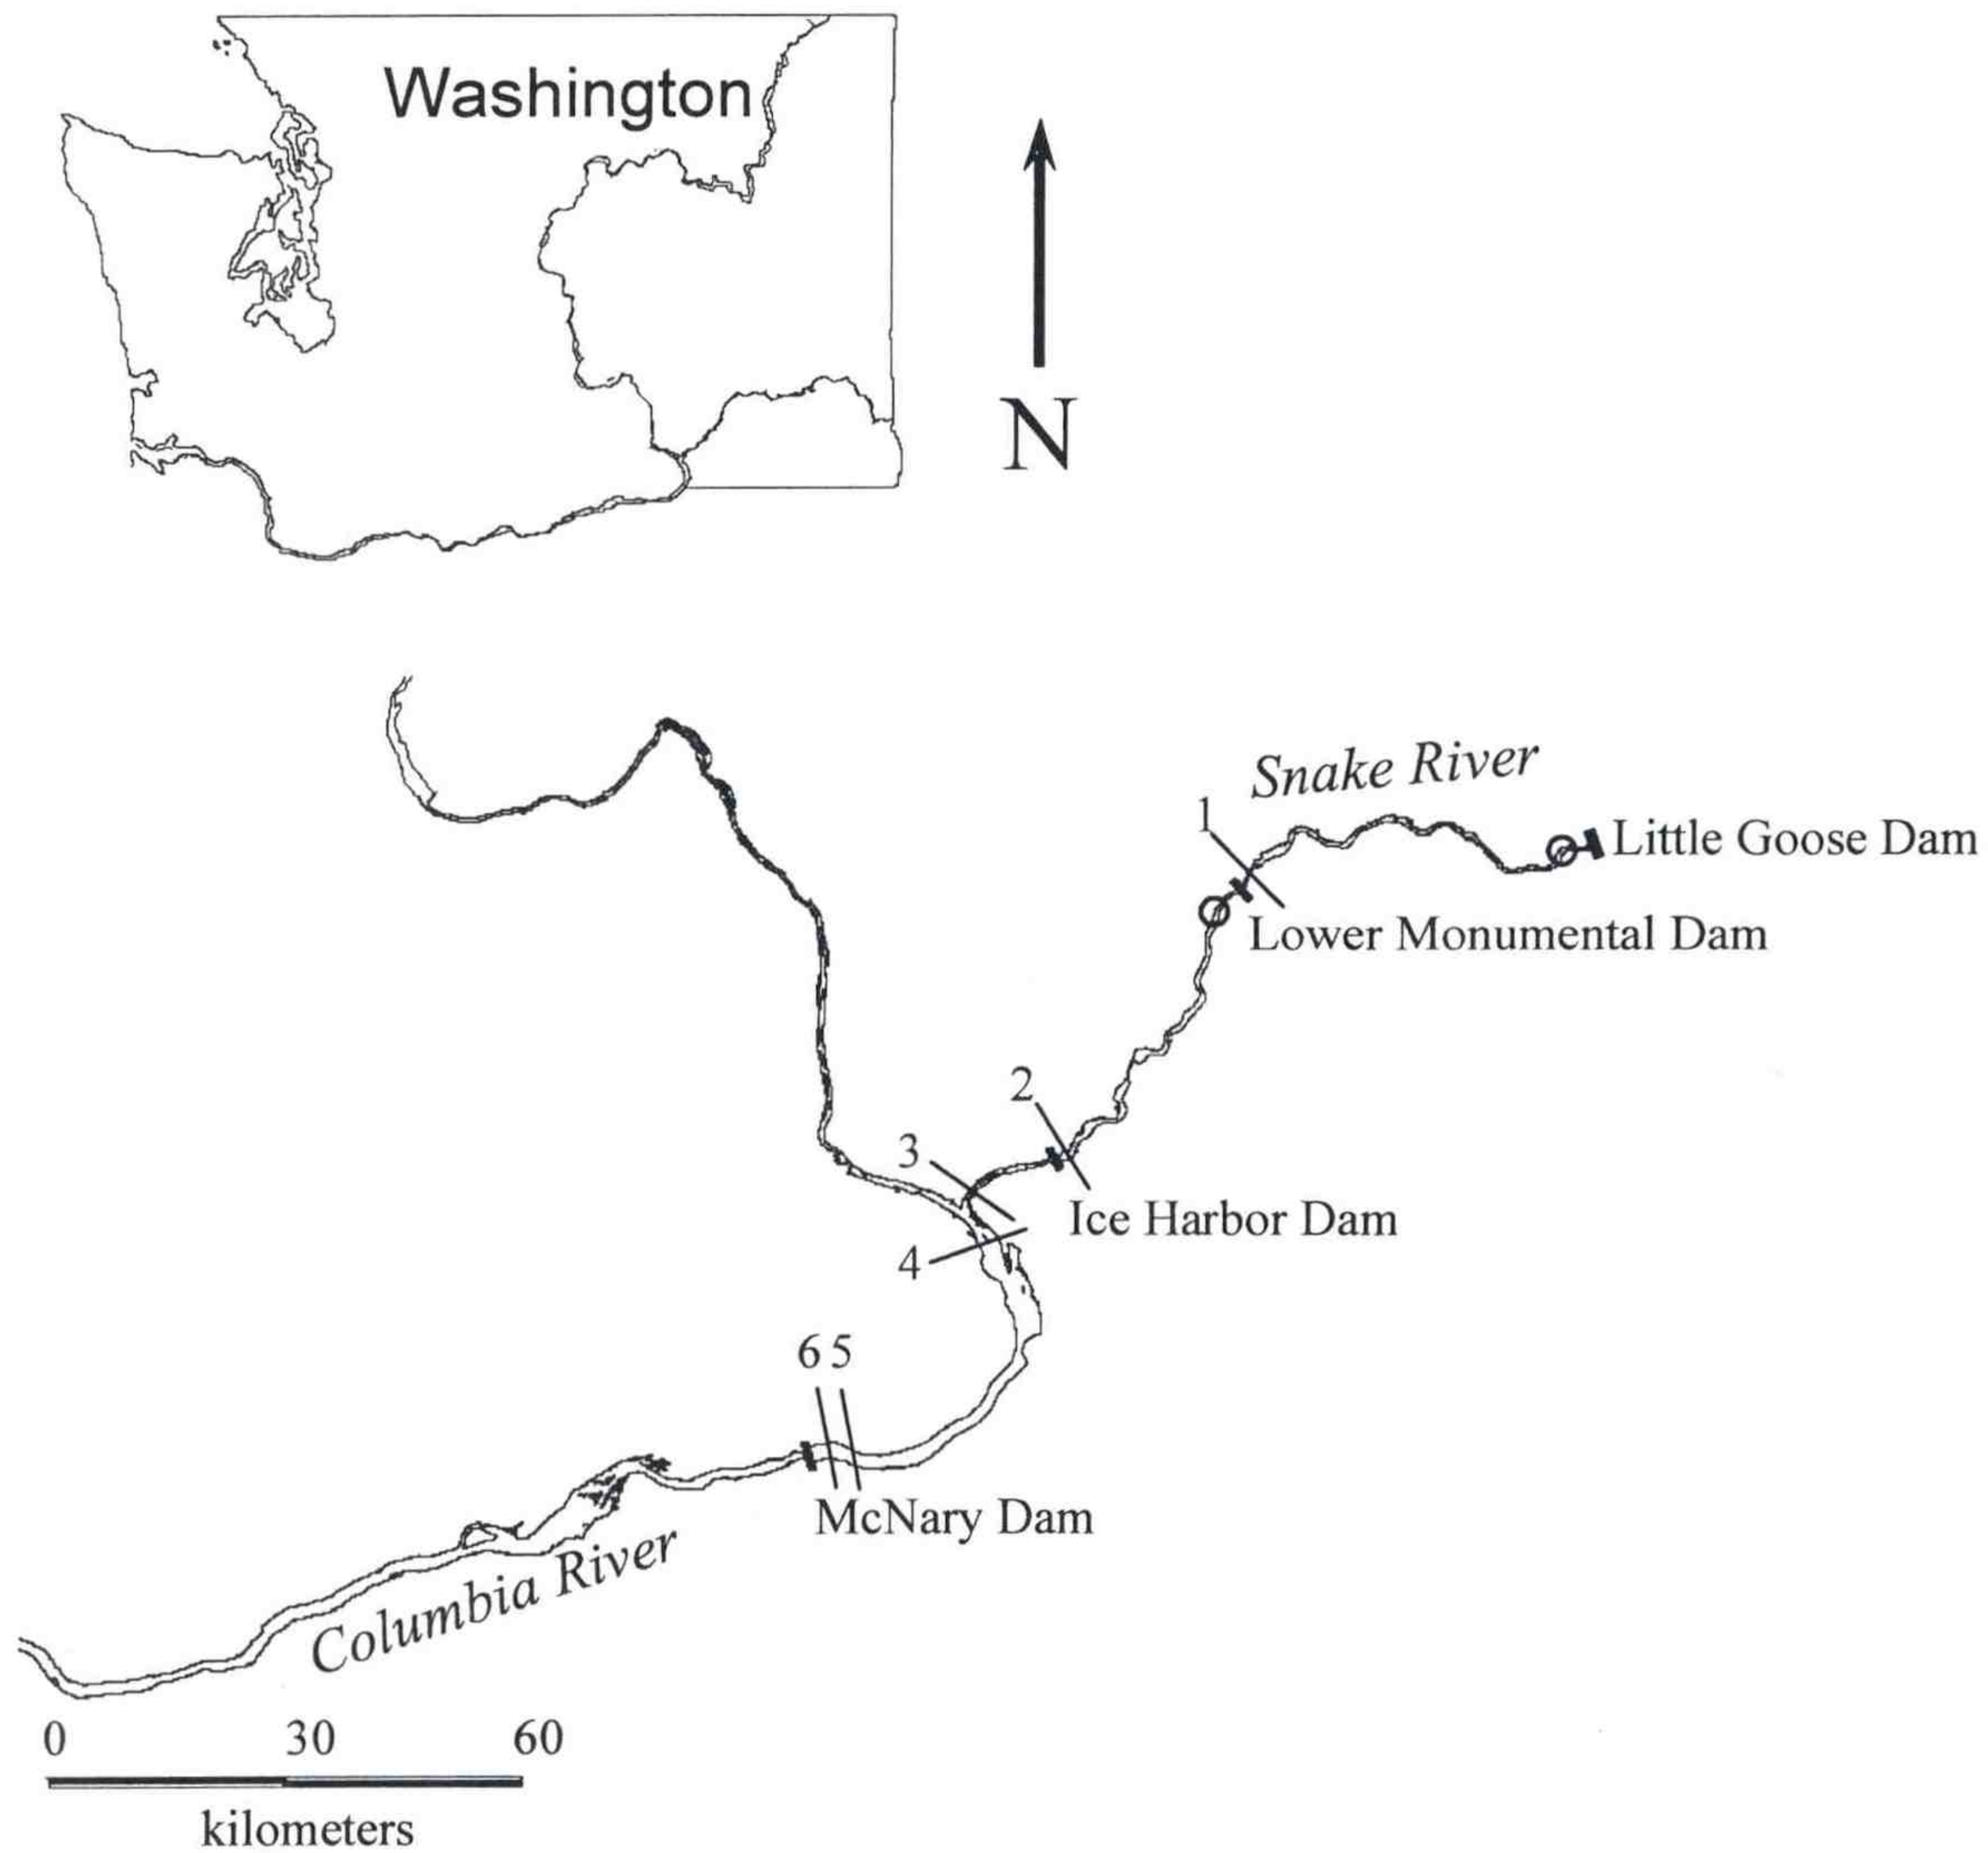 Washington
N
Snake River
1
Little Goose Dam
Lower Monumental Dam
2
3
Ice Harbor Dam
4
6 5
McNary Dam
Columbia River
0 30 60
kilometers